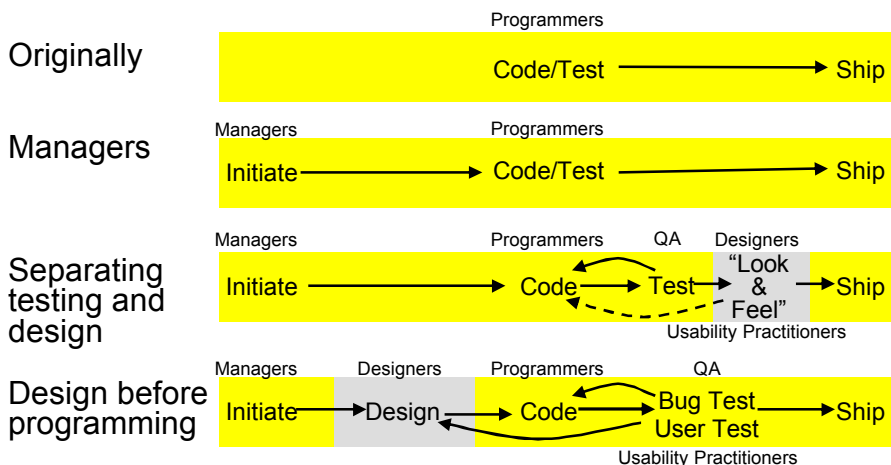 Programmers
Originally
Code/Test
Ship
Managers
Programmers
Managers
Initiate
Code/Test
Ship
Managers
Programmers
QA
Designers
Separating
testing and
design
Initiate
Code
Test
“Look
&
Feel”
Ship
Usability Practitioners
Managers
Designers
Programmers
QA
Design before
programming
Initiate
Design
Code
Bug Test
User Test
Ship
Usability Practitioners